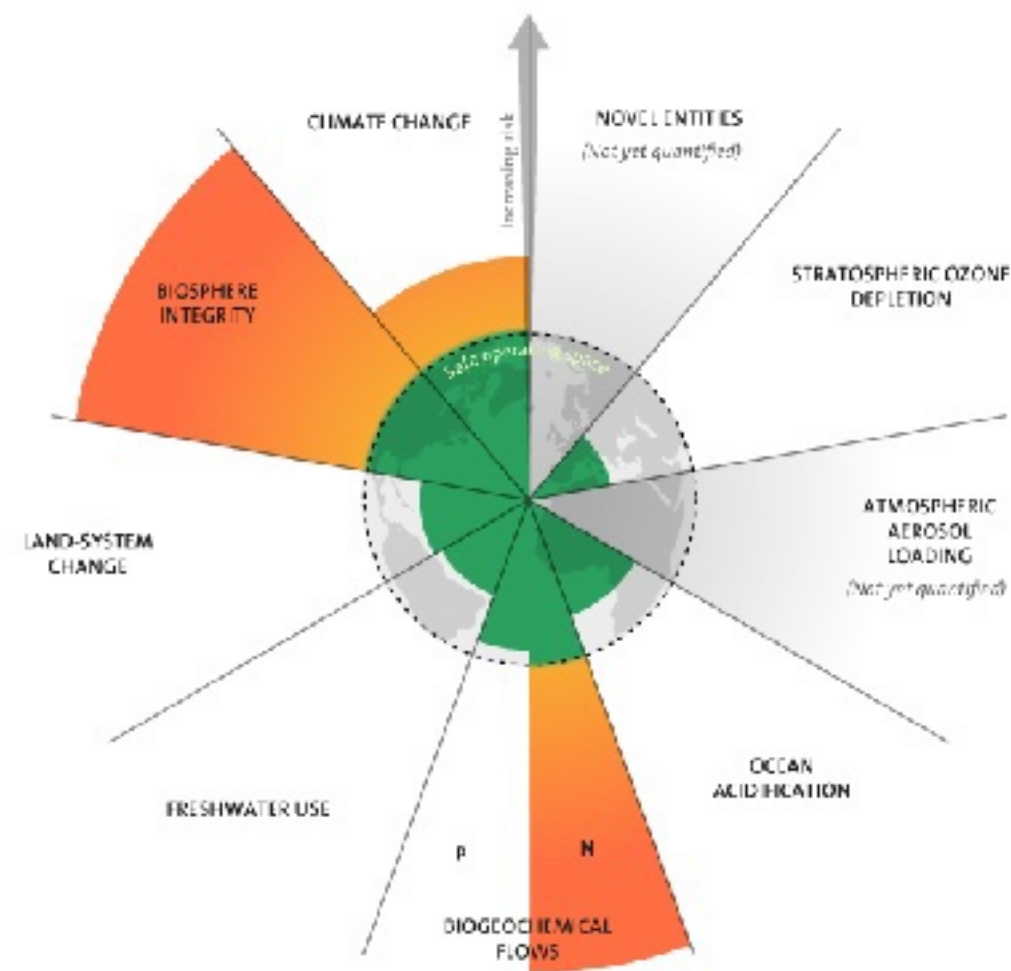 CLIMATE CHANGE
Increasing risk
NOVEL ENTITIES
(Not yet quantified)
STRATOSPHERIC OZONE
DEPLETION
BIOSPHERE
INTEGRITY
Safe operating space
ATMOSPHERIC
AEROSOL
LOADING
(Not yet quantified)
LAND-SYSTEM
CHANGE
OCEAN
ACIDIFICATION
FRESHWATER USE
P
N
BIOGEOCHEMICAL
FLOWS